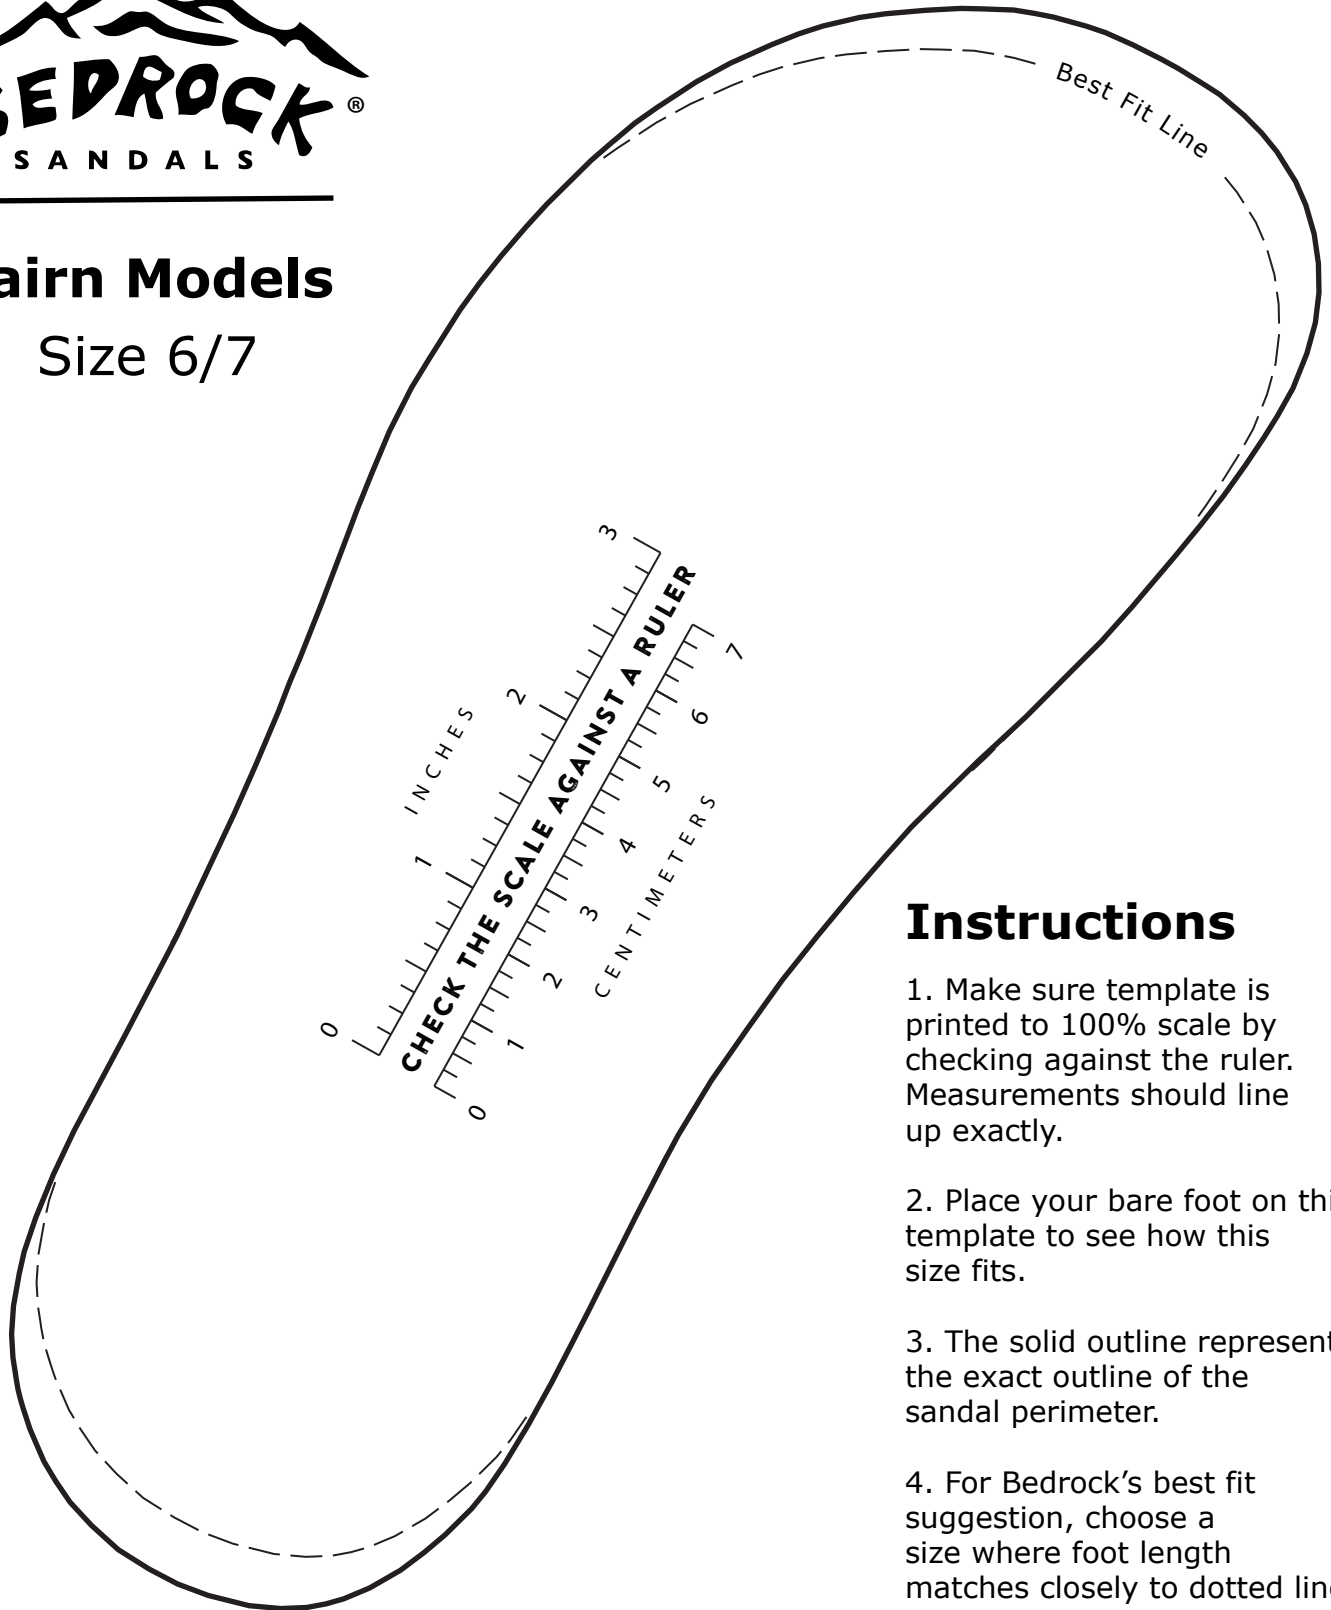 EDROCK®
SANDALS
airn Models
Size 6/7
Best Fit Line
3
2
1
0
INCHES
CHECK THE SCALE AGAINST A RULER
7
6
5
4
3
2
1
0
CENTIMETERS
Instructions
1. Make sure template is
printed to 100% scale by
checking against the ruler.
Measurements should line
up exactly.
2. Place your bare foot on thi
template to see how this
size fits.
3. The solid outline represent
the exact outline of the
sandal perimeter.
4. For Bedrock’s best fit
suggestion, choose a
size where foot length
matches closely to dotted lin